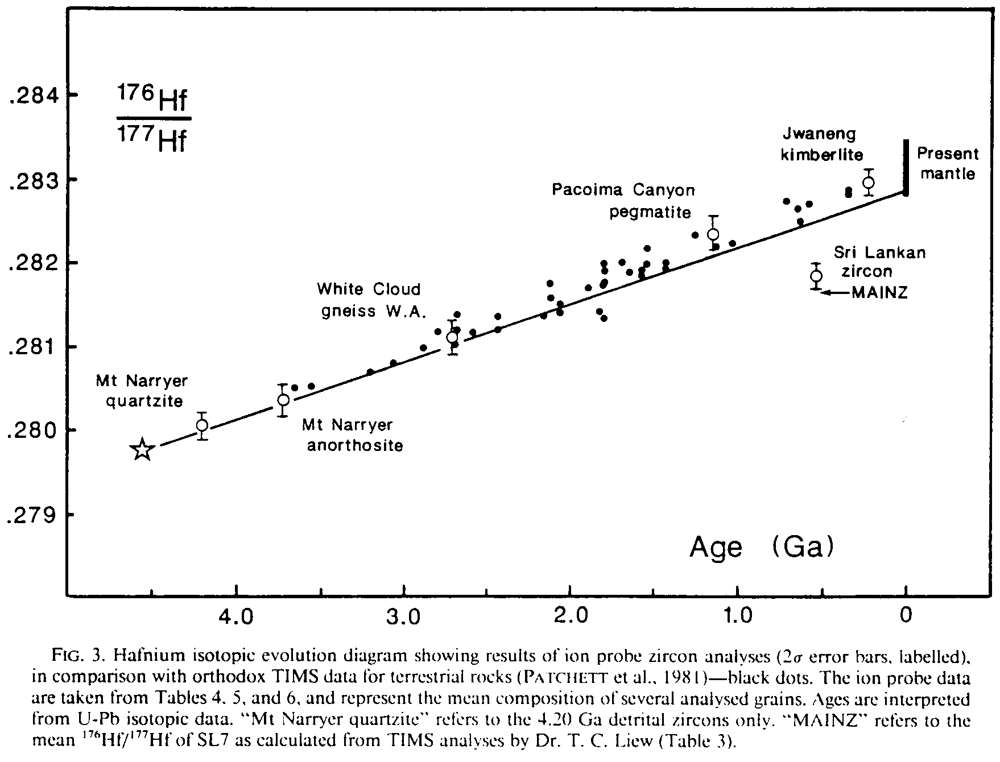 .284
176Hf
177Hf
.283
.282
.281
.280
.279
Jwaneng
kimberlite
Present
mantle
Pacoima Canyon
pegmatite
Sri Lankan
zircon
MAINZ
White Cloud
gneiss W.A.
Mt Narryer
quartzite
Mt Narryer
anorthosite
Age (Ga)
4.0 3.0 2.0 1.0 0
FIG. 3. Hafnium isotopic evolution diagram showing results of ion probe zircon analyses (2σ error bars, labelled),
in comparison with orthodox TIMS data for terrestrial rocks (PATCHETT et al., 1981)—black dots. The ion probe data
are taken from Tables 4, 5, and 6, and represent the mean composition of several analysed grains. Ages are interpreted
from U-Pb isotopic data. “Mt Narryer quartzite” refers to the 4.20 Ga detrital zircons only. “MAINZ” refers to the
mean 176Hf/177Hf of SL7 as calculated from TIMS analyses by Dr. T. C. Liew (Table 3).